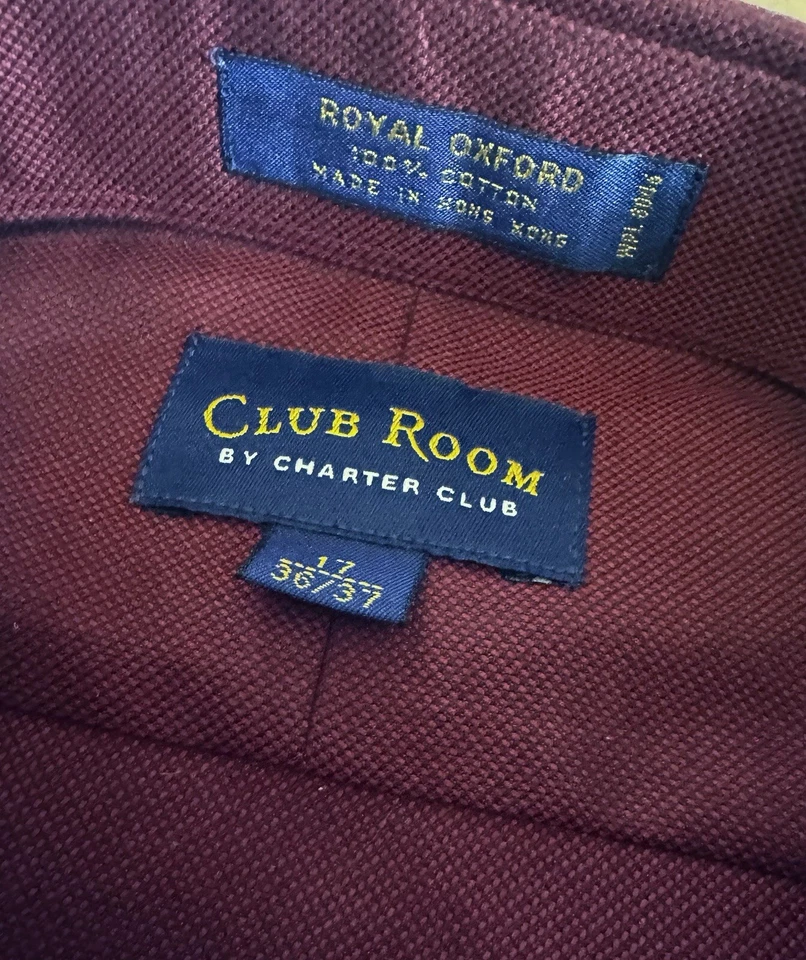 ROYAL OXFORD
100% COTTON
MADE IN HONG KONG
CLUB ROOM
BY CHARTER CLUB
17
36/37